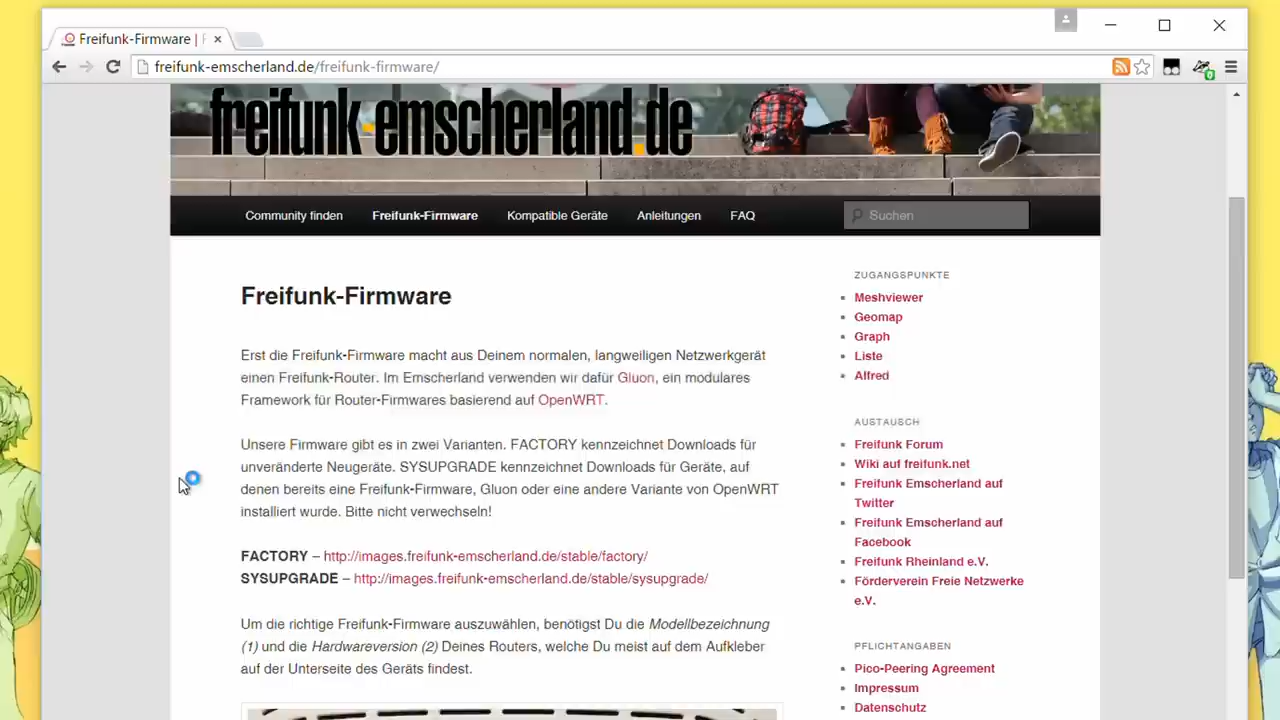 Freifunk-Firmware |
freifunk-emscherland.de/freifunk-firmware/
0
freifunk.emscherland.de
Community finden Freifunk-Firmware Kompatible Geräte Anleitungen FAQ Suchen
Freifunk-Firmware
Erst die Freifunk-Firmware macht aus Deinem normalen, langweiligen Netzwerkgerät
einen Freifunk-Router. Im Emscherland verwenden wir dafür Gluon, ein modulares
Framework für Router-Firmwares basierend auf OpenWRT.
Unsere Firmware gibt es in zwei Varianten. FACTORY kennzeichnet Downloads für
unveränderte Neugeräte. SYSUPGRADE kennzeichnet Downloads für Geräte, auf
denen bereits eine Freifunk-Firmware, Gluon oder eine andere Variante von OpenWRT
installiert wurde. Bitte nicht verwechseln!
FACTORY – http://images.freifunk-emscherland.de/stable/factory/
SYSUPGRADE – http://images.freifunk-emscherland.de/stable/sysupgrade/
Um die richtige Freifunk-Firmware auszuwählen, benötigst Du die Modellbezeichnung
(1) und die Hardwareversion (2) Deines Routers, welche Du meist auf dem Aufkleber
auf der Unterseite des Geräts findest.
ZUGANGSPUNKTE
Meshviewer
Geomap
Graph
Liste
Alfred
AUSTAUSCH
Freifunk Forum
Wiki auf freifunk.net
Freifunk Emscherland auf
Twitter
Freifunk Emscherland auf
Facebook
Freifunk Rheinland e.V.
Förderverein Freie Netzwerke
e.V.
PFLICHTANGABEN
Pico-Peering Agreement
Impressum
Datenschutz